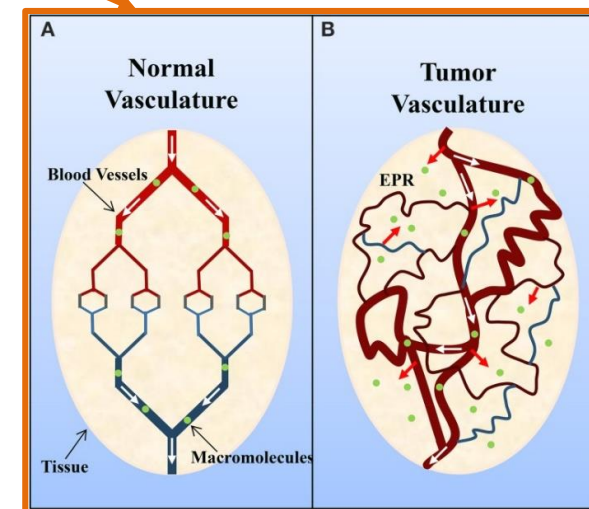 A
Normal
Vasculature
Blood Vessels
Tissue
Macromolecules
B
Tumor
Vasculature
EPR